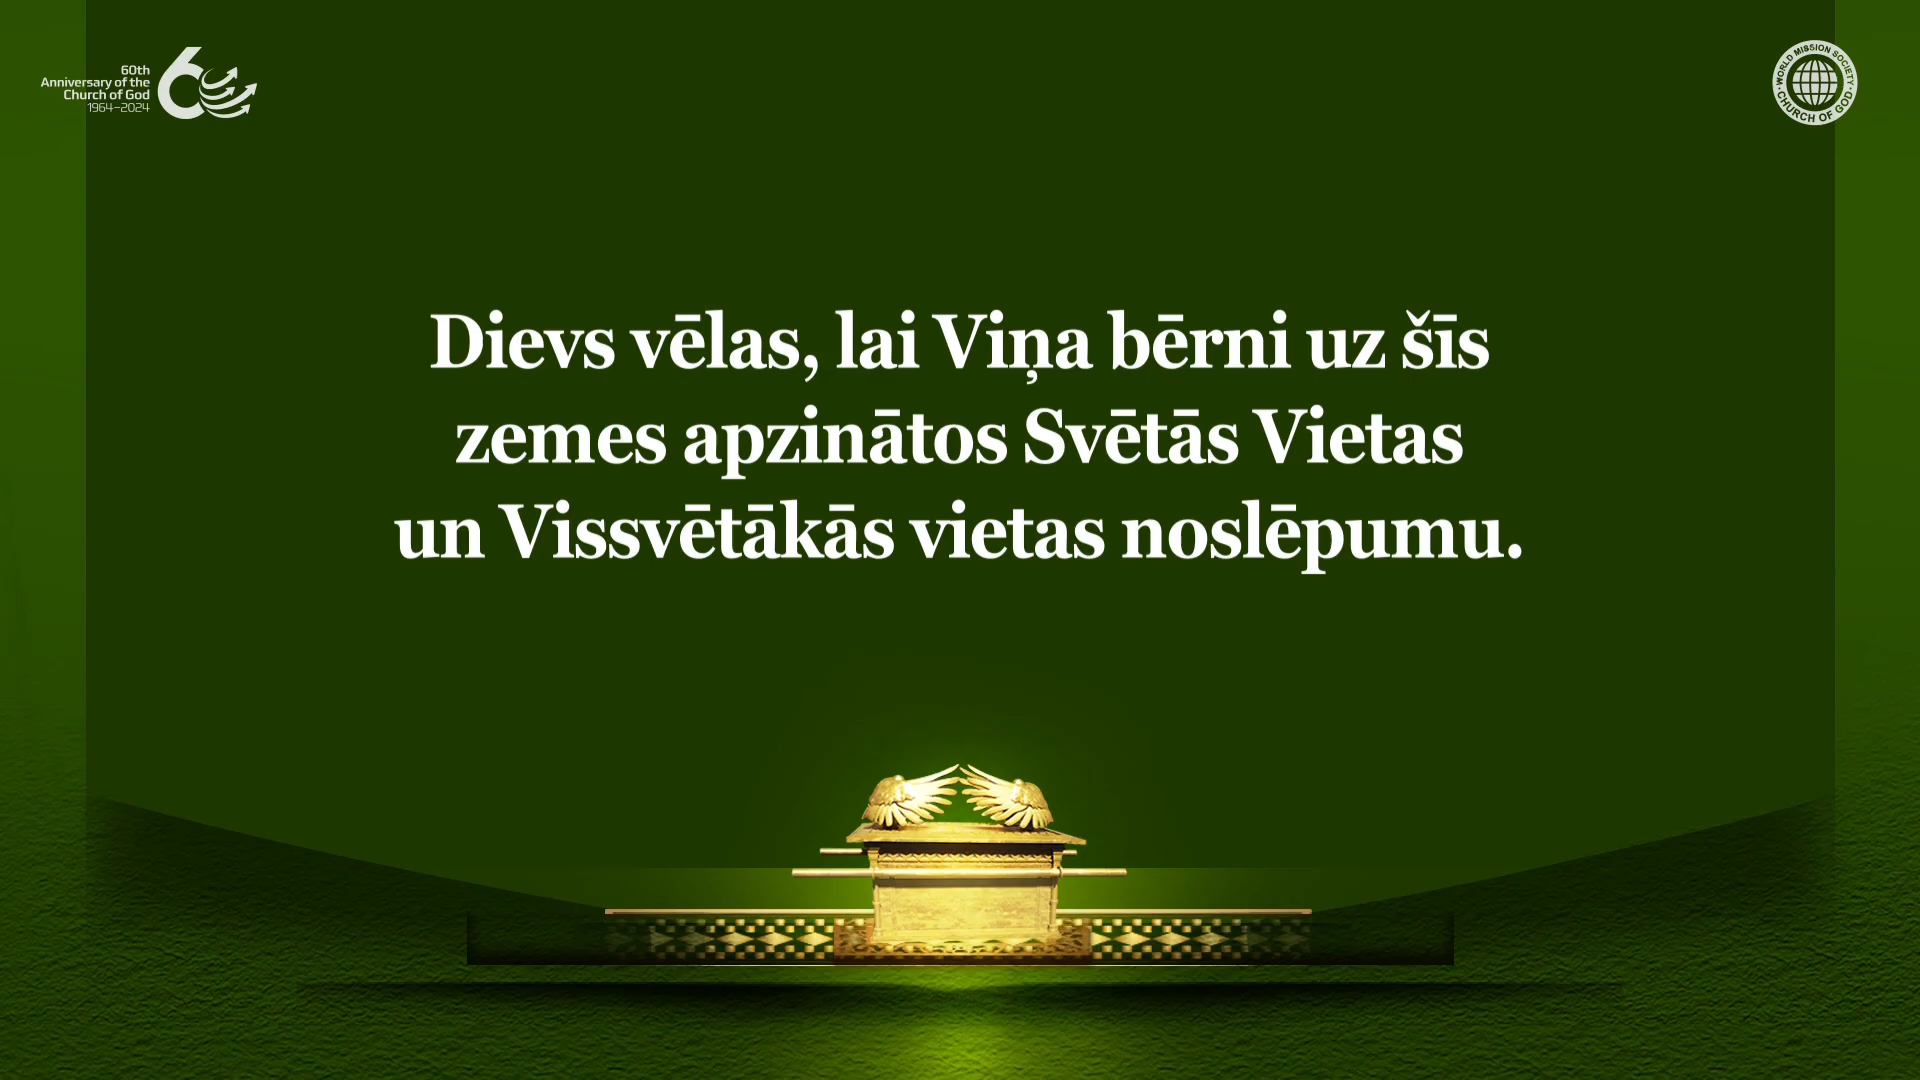 60th
Anniversary of the
Church of God
1964–2024
WORLD MISSION SOCIETY
CHURCH OF GOD
Dievs vēlas, lai Viņa bērni uz šīs
zemes apzinātos Svētās Vietas
un Vissvētākās vietas noslēpumu.